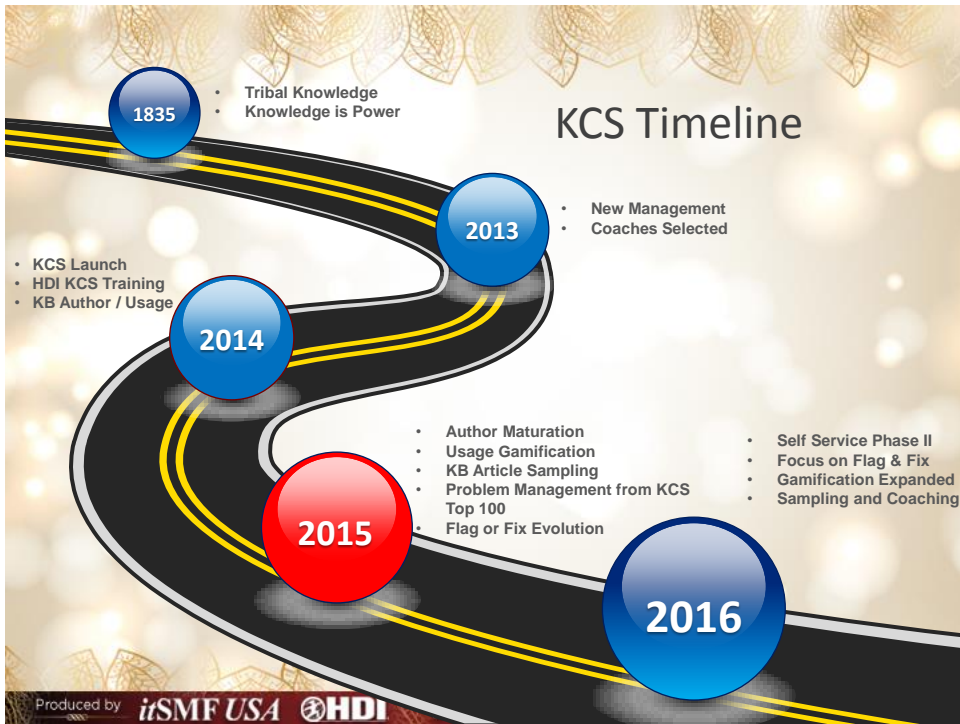 KCS Timeline
1835
• Tribal Knowledge
• Knowledge is Power
2013
• New Management
• Coaches Selected
• KCS Launch
• HDI KCS Training
• KB Author / Usage
2014
2015
• Author Maturation
• Usage Gamification
• KB Article Sampling
• Problem Management from KCS
Top 100
• Flag or Fix Evolution
2016
• Self Service Phase II
• Focus on Flag & Fix
• Gamification Expanded
• Sampling and Coaching
Produced by itSMF USA HDI